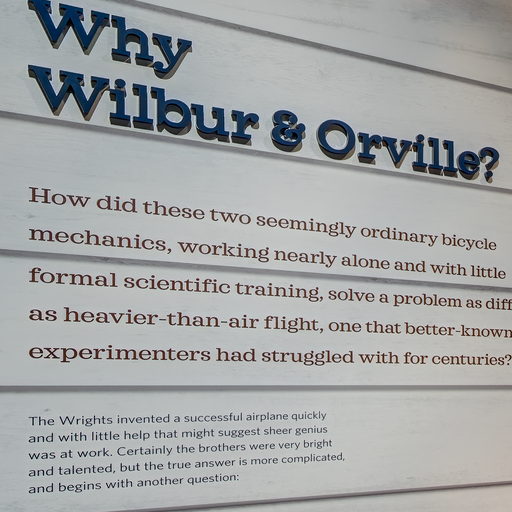 Why
Wilbur & Orville?
How did these two seemingly ordinary bicycle
mechanics, working nearly alone and with little
formal scientific training, solve a problem as diff
as heavier-than-air flight, one that better-known
experimenters had struggled with for centuries?
The Wrights invented a successful airplane quickly
and with little help that might suggest sheer genius
was at work. Certainly the brothers were very bright
and talented, but the true answer is more complicated,
and begins with another question: